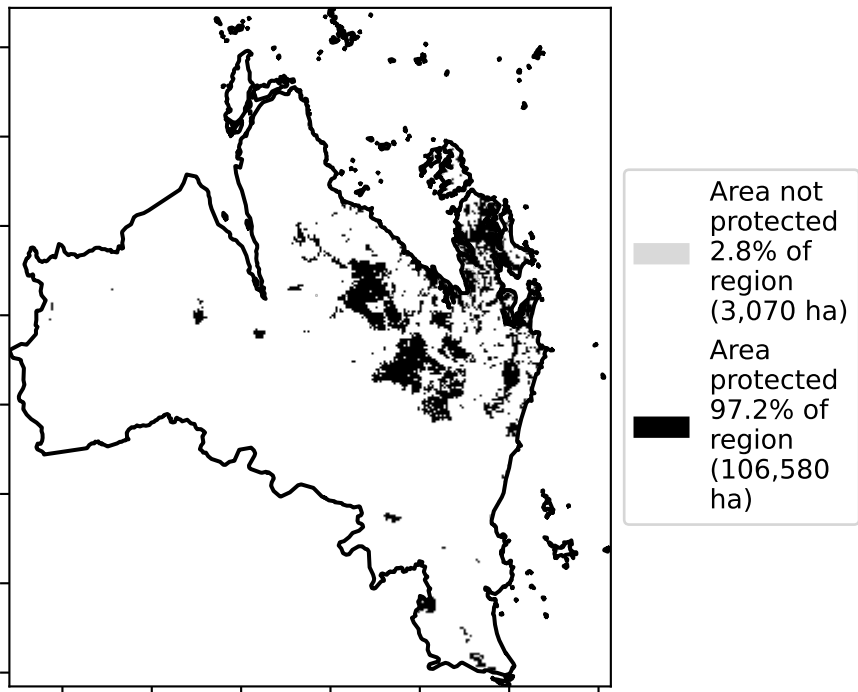 Area not
protected
2.8% of
region
(3,070 ha)
Area
protected
97.2% of
region
(106,580
ha)